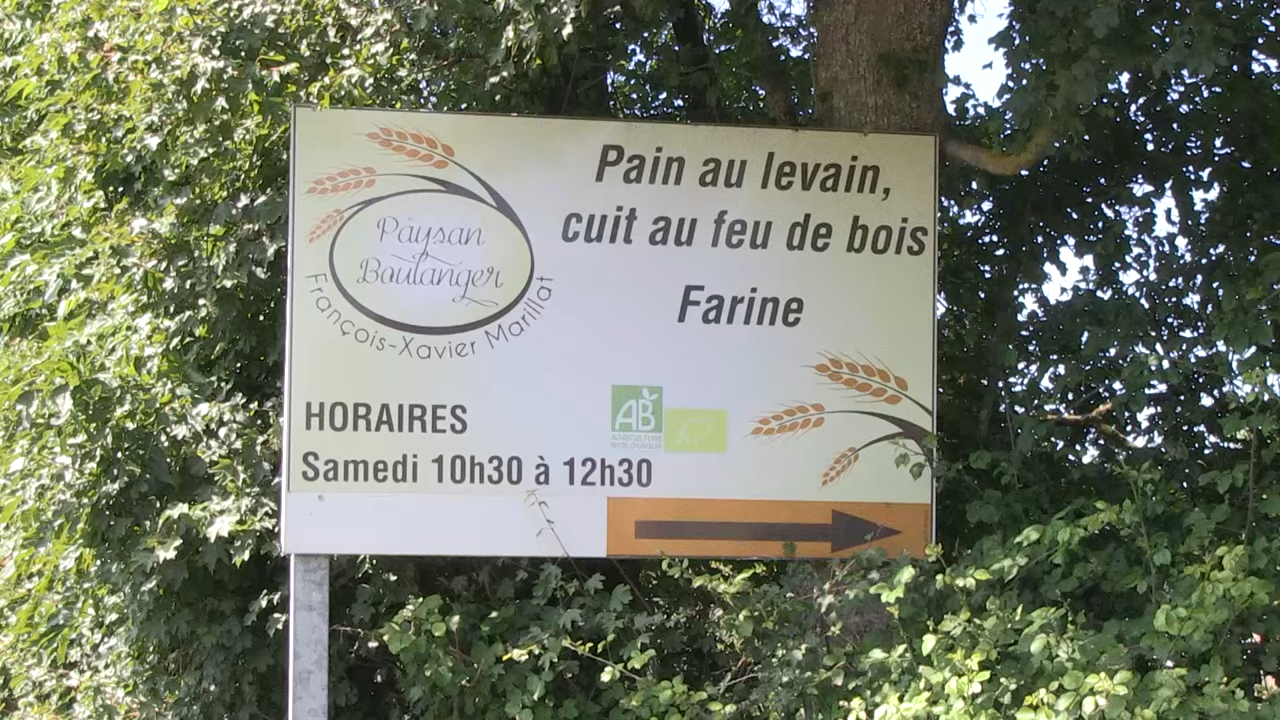 Paysan
Boulanger
François-Xavier Marillat
Pain au levain,
cuit au feu de bois
Farine
HORAIRES
Samedi 10h30 à 12h30
AB
AGRICULTURE
BIOLOGIQUE